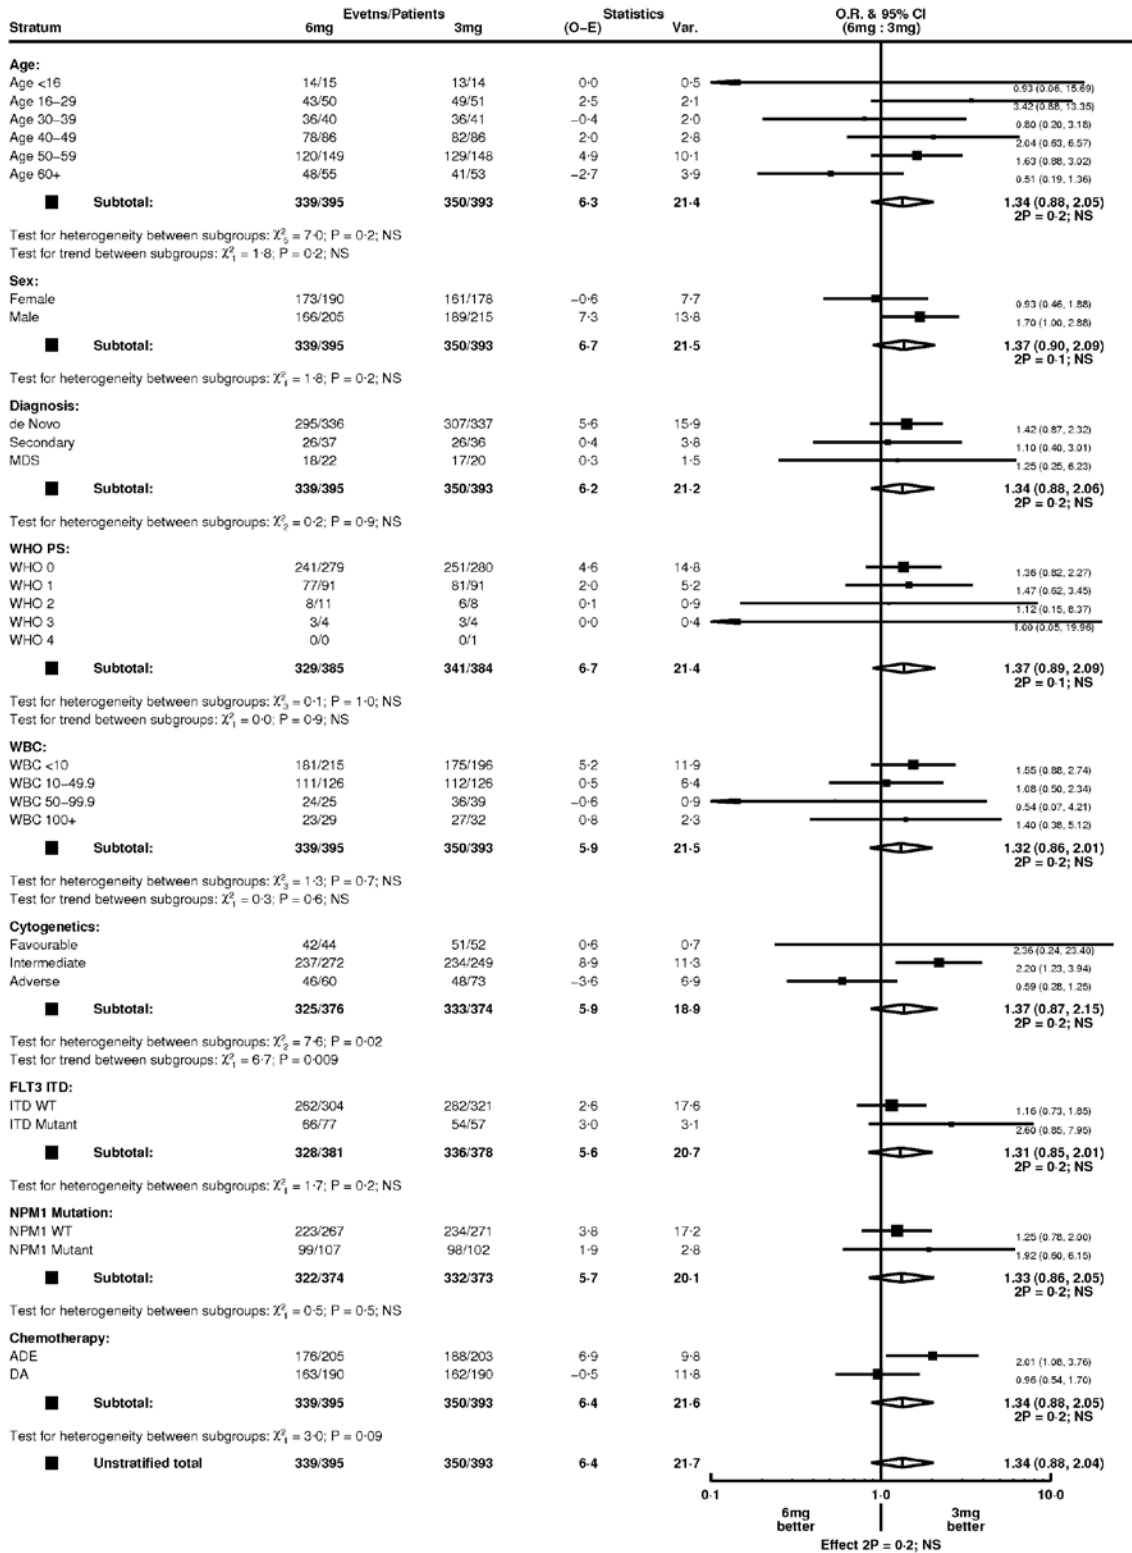 Evetns/Patients Statistics O.R. & 95% CI
Stratum 6mg 3mg (O–E) Var. (6mg : 3mg)
Age:
Age <16 14/15 13/14 0·0 0·5 0.93 (0.06, 15.69)
Age 16–29 43/50 49/51 2·5 2·1 3.42 (0.88, 13.35)
Age 30–39 36/40 36/41 –0·4 2·0 0.80 (0.20, 3.18)
Age 40–49 78/86 82/86 2·0 2·8 2.04 (0.63, 6.57)
Age 50–59 120/149 129/148 4·9 10·1 1.63 (0.88, 3.02)
Age 60+ 48/55 41/53 –2·7 3·9 0.51 (0.19, 1.36)
Subtotal: 339/395 350/393 6·3 21·4 1.34 (0.88, 2.05)
2P = 0·2; NS
Test for heterogeneity between subgroups: χ²₅ = 7·0; P = 0·2; NS
Test for trend between subgroups: χ²₁ = 1·8; P = 0·2; NS
Sex:
Female 173/190 161/178 –0·6 7·7 0.93 (0.46, 1.88)
Male 166/205 189/215 7·3 13·8 1.70 (1.00, 2.88)
Subtotal: 339/395 350/393 6·7 21·5 1.37 (0.90, 2.09)
2P = 0·1; NS
Test for heterogeneity between subgroups: χ²₁ = 1·8; P = 0·2; NS
Diagnosis:
de Novo 295/336 307/337 5·6 15·9 1.42 (0.87, 2.32)
Secondary 26/37 26/36 0·4 3·8 1.10 (0.40, 3.01)
MDS 18/22 17/20 0·3 1·5 1.25 (0.25, 6.23)
Subtotal: 339/395 350/393 6·2 21·2 1.34 (0.88, 2.06)
2P = 0·2; NS
Test for heterogeneity between subgroups: χ²₂ = 0·2; P = 0·9; NS
WHO PS:
WHO 0 241/279 251/280 4·6 14·8 1.36 (0.82, 2.27)
WHO 1 77/91 81/91 2·0 5·2 1.47 (0.62, 3.45)
WHO 2 8/11 6/8 0·1 0·9 1.12 (0.15, 8.37)
WHO 3 3/4 3/4 0·0 0·4 1.00 (0.05, 19.96)
WHO 4 0/0 0/1
Subtotal: 329/385 341/384 6·7 21·4 1.37 (0.89, 2.09)
2P = 0·1; NS
Test for heterogeneity between subgroups: χ²₃ = 0·1; P = 1·0; NS
Test for trend between subgroups: χ²₁ = 0·0; P = 0·9; NS
WBC:
WBC <10 181/215 175/196 5·2 11·9 1.55 (0.88, 2.74)
WBC 10–49.9 111/126 112/126 0·5 6·4 1.08 (0.50, 2.34)
WBC 50–99.9 24/25 36/39 –0·6 0·9 0.54 (0.07, 4.21)
WBC 100+ 23/29 27/32 0·8 2·3 1.40 (0.38, 5.12)
Subtotal: 339/395 350/393 5·9 21·5 1.32 (0.86, 2.01)
2P = 0·2; NS
Test for heterogeneity between subgroups: χ²₃ = 1·3; P = 0·7; NS
Test for trend between subgroups: χ²₁ = 0·3; P = 0·6; NS
Cytogenetics:
Favourable 42/44 51/52 0·6 0·7 2.36 (0.24, 23.40)
Intermediate 237/272 234/249 8·9 11·3 2.20 (1.23, 3.94)
Adverse 46/60 48/73 –3·6 6·9 0.59 (0.28, 1.25)
Subtotal: 325/376 333/374 5·9 18·9 1.37 (0.87, 2.15)
2P = 0·2; NS
Test for heterogeneity between subgroups: χ²₂ = 7·6; P = 0·02
Test for trend between subgroups: χ²₁ = 6·7; P = 0·009
FLT3 ITD:
ITD WT 262/304 282/321 2·6 17·6 1.16 (0.73, 1.85)
ITD Mutant 66/77 54/57 3·0 3·1 2.60 (0.85, 7.95)
Subtotal: 328/381 336/378 5·6 20·7 1.31 (0.85, 2.01)
2P = 0·2; NS
Test for heterogeneity between subgroups: χ²₁ = 1·7; P = 0·2; NS
NPM1 Mutation:
NPM1 WT 223/267 234/271 3·8 17·2 1.25 (0.78, 2.00)
NPM1 Mutant 99/107 98/102 1·9 2·8 1.92 (0.60, 6.15)
Subtotal: 322/374 332/373 5·7 20·1 1.33 (0.86, 2.05)
2P = 0·2; NS
Test for heterogeneity between subgroups: χ²₁ = 0·5; P = 0·5; NS
Chemotherapy:
ADE 176/205 188/203 6·9 9·8 2.01 (1.08, 3.76)
DA 163/190 162/190 –0·5 11·8 0.96 (0.54, 1.70)
Subtotal: 339/395 350/393 6·4 21·6 1.34 (0.88, 2.05)
2P = 0·2; NS
Test for heterogeneity between subgroups: χ²₁ = 3·0; P = 0·09
Unstratified total 339/395 350/393 6·4 21·7 1.34 (0.88, 2.04)
0·1 1·0 10·0
6mg 3mg
better better
Effect 2P = 0·2; NS